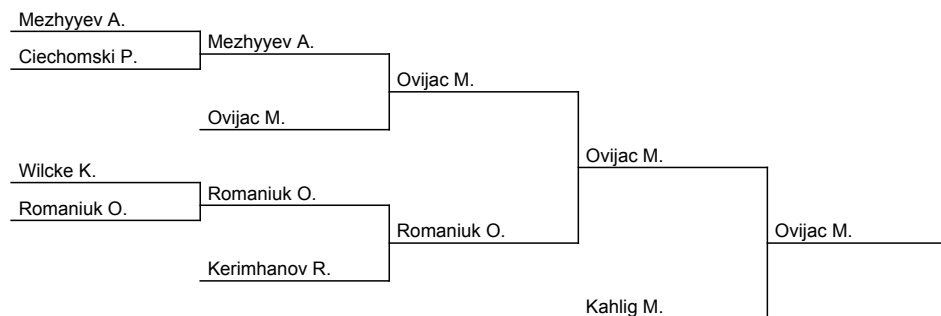 Mezhyyev A.
Ciechomski P.
Mezhyyev A.
Ovijac M.
Ovijac M.
Wilcke K.
Romaniuk O.
Romaniuk O.
Kerimhanov R.
Romaniuk O.
Ovijac M.
Kahlig M.
Ovijac M.